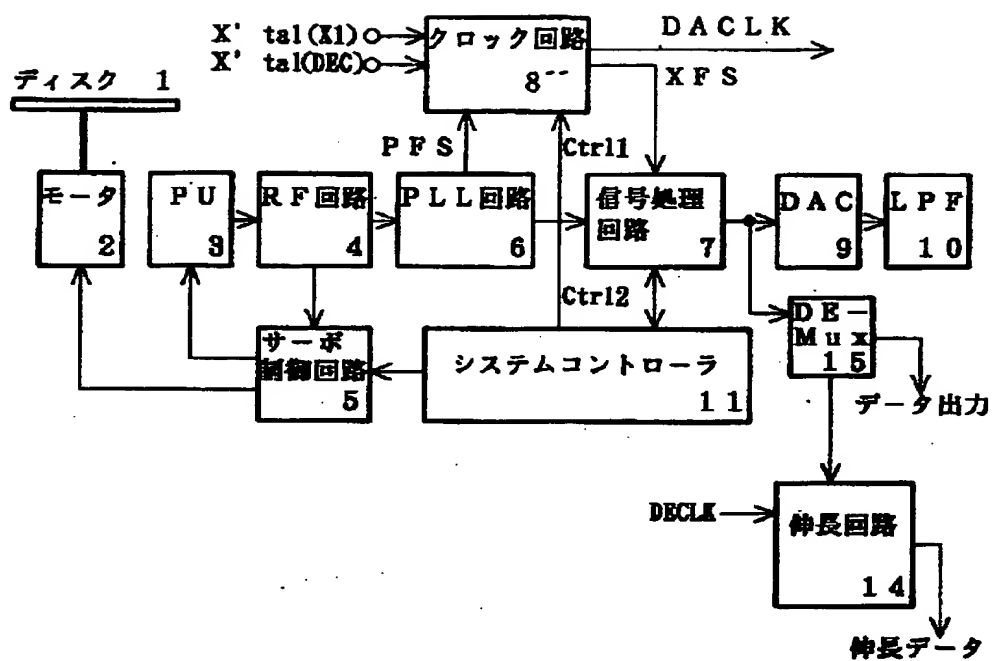 X'tal(X1)
X'tal(DEC)
クロック回路
8''
DACLK
XFS
ディスク 1
PFS
Ctrl1
モータ
2
PU
3
RF回路
4
PLL回路
6
信号処理
回路
7
DAC
9
LPF
10
Ctrl2
サーボ
制御回路
5
システムコントローラ
11
DE-
Mux
15
データ出力
DECLK
伸長回路
14
伸長データ